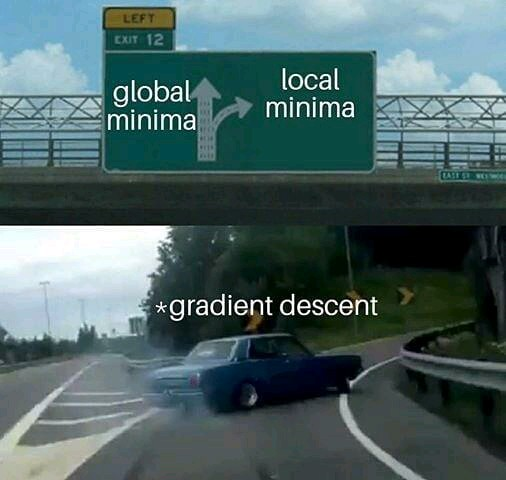 LEFT
EXIT 12
global
minima
local
minima
*gradient descent